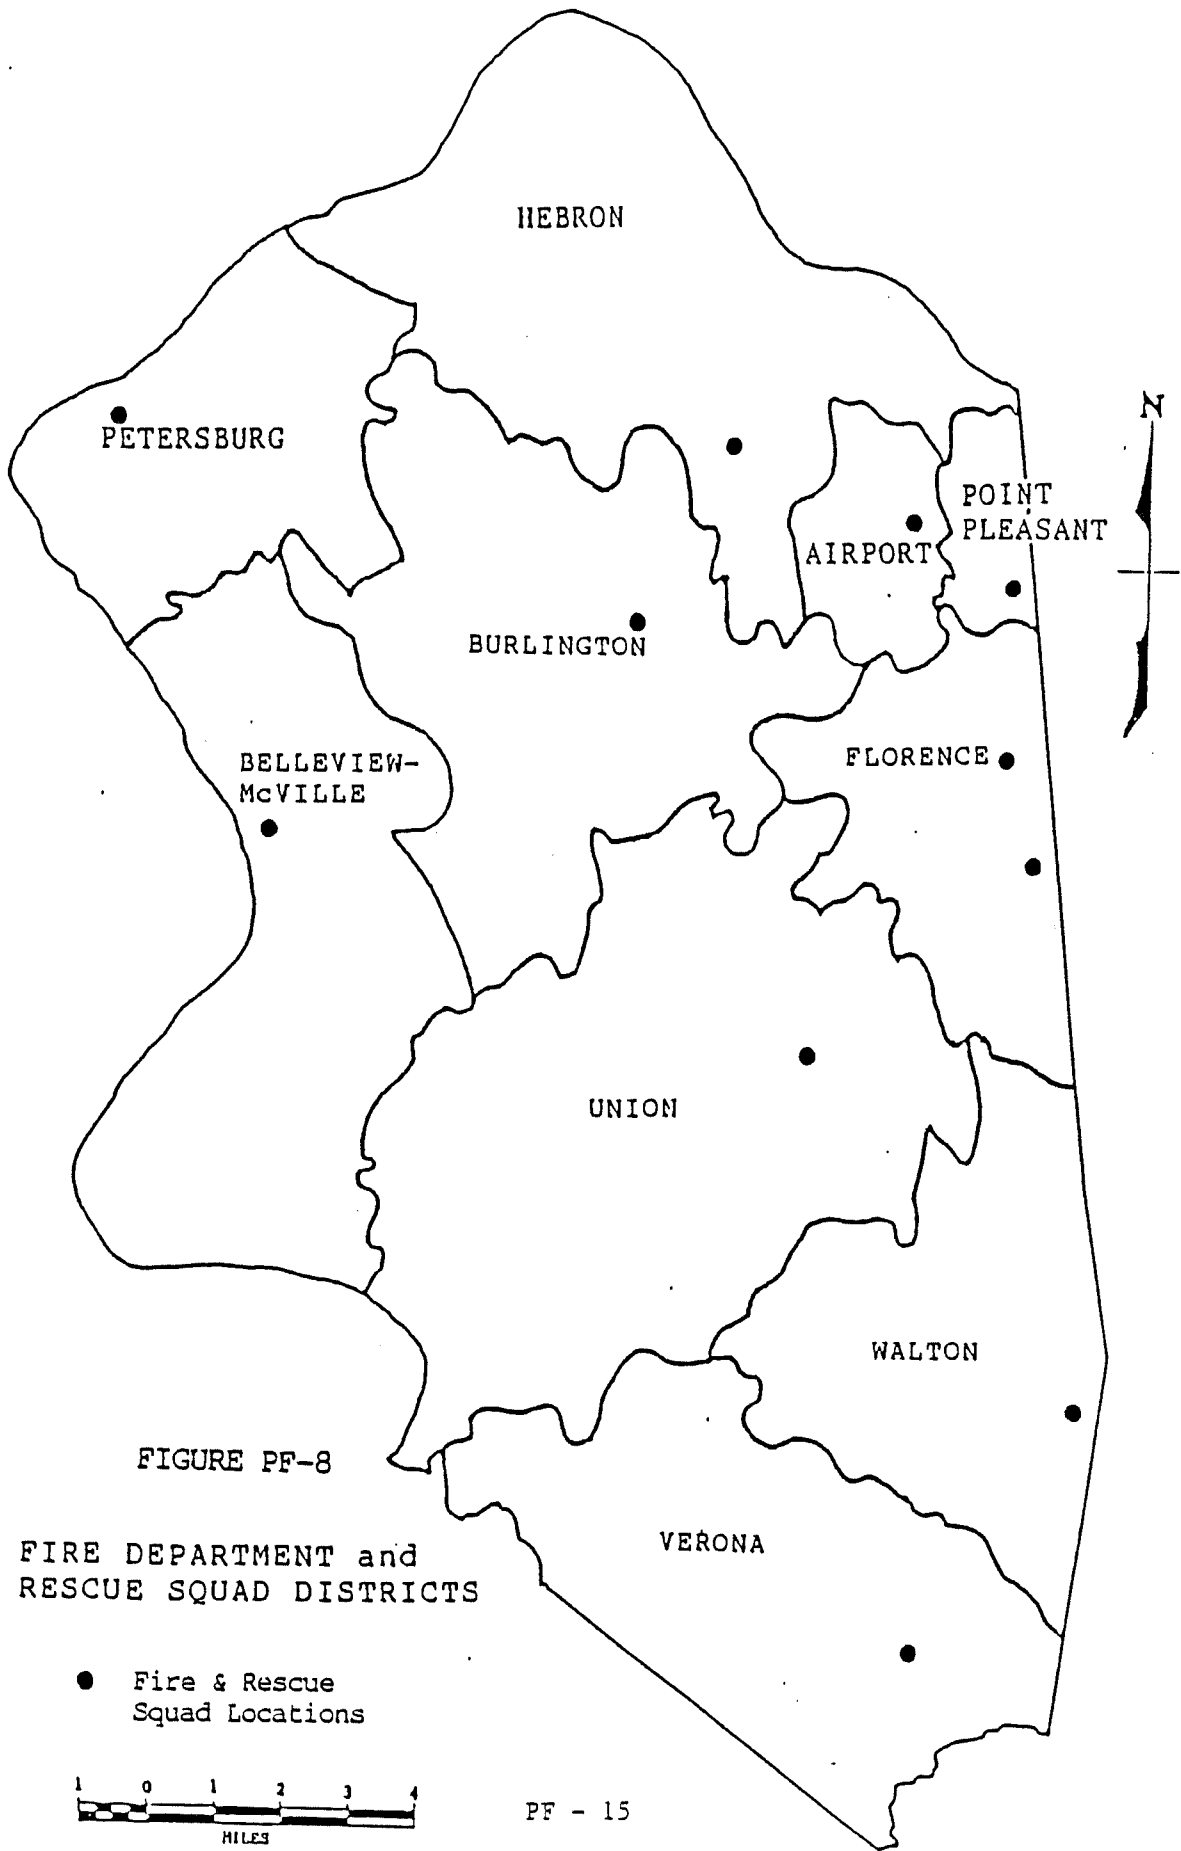 HEBRON
PETERSBURG
N
POINT
PLEASANT
AIRPORT
BURLINGTON
FLORENCE
BELLEVIEW-
McVILLE
UNION
WALTON
FIGURE PF-8
VERONA
FIRE DEPARTMENT and
RESCUE SQUAD DISTRICTS
Fire & Rescue
Squad Locations
1 0 1 2 3 4
MILES
PF - 15